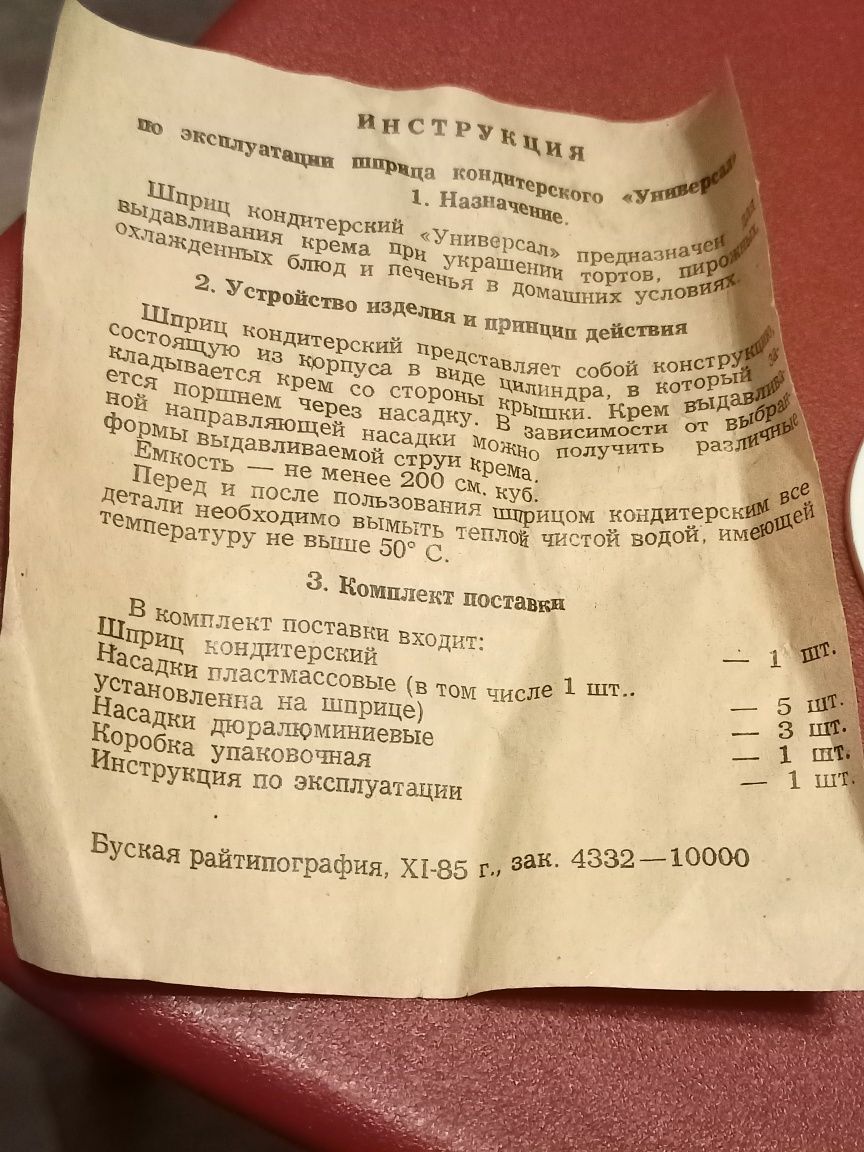 ИНСТРУКЦИЯ
по эксплуатации шприца кондитерского «Универсал»
1. Назначение.
Шприц кондитерский «Универсал» предназначен для
выдавливания крема при украшении тортов, пирожных,
охлажденных блюд и печенья в домашних условиях.
2. Устройство изделия и принцип действия
Шприц кондитерский представляет собой конструкцию,
состоящую из корпуса в виде цилиндра, в который за-
кладывается крем со стороны крышки. Крем выдавлива-
ется поршнем через насадку. В зависимости от выбран-
ной направляющей насадки можно получить различные
формы выдавливаемой струи крема.
Емкость — не менее 200 см. куб.
Перед и после пользования шприцом кондитерским все
детали необходимо вымыть теплой чистой водой, имеющей
температуру не выше 50° С.
3. Комплект поставки
В комплект поставки входит:
Шприц кондитерский — 1 шт.
Насадки пластмассовые (в том числе 1 шт..
установленна на шприце) — 5 шт.
Насадки дюралюминиевые — 3 шт.
Коробка упаковочная — 1 шт.
Инструкция по эксплуатации — 1 шт.
Буская райтипография, XI-85 г., зак. 4332—10000